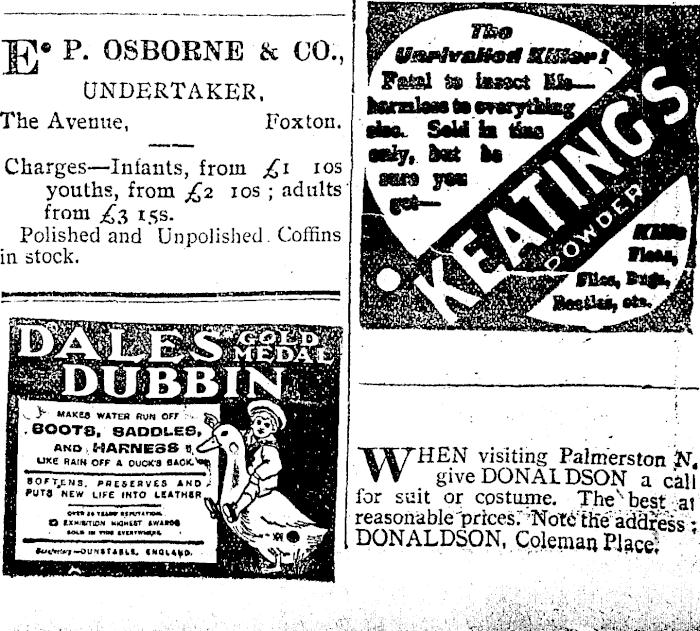 E. P. OSBORNE & CO.,
UNDERTAKER,
The Avenue, Foxton.
Charges—Infants, from £1 10s
youths, from £2 10s ; adults
from £3 15s.
Polished and Unpolished Coffins
in stock.
DALES GOLD
MEDAL
DUBBIN
MAKES WATER RUN OFF
BOOTS, SADDLES,
AND HARNESS
LIKE RAIN OFF A DUCK'S BACK.
SOFTENS, PRESERVES AND
PUTS NEW LIFE INTO LEATHER
EXHIBITION HIGHEST AWARDS
SOLD IN TINS EVERYWHERE.
—DUNSTABLE, ENGLAND.
The
Unrivalled Killer!
Fatal to insect life—
harmless to everything
else. Sold in tins
only, but be
sure you
get—
KEATING'S
POWDER
Kills
Fleas,
Flies, Bugs,
Beetles, etc.
WHEN visiting Palmerston N.
give DONALDSON a call
for suit or costume. The best at
reasonable prices. Note the address :
DONALDSON, Coleman Place.